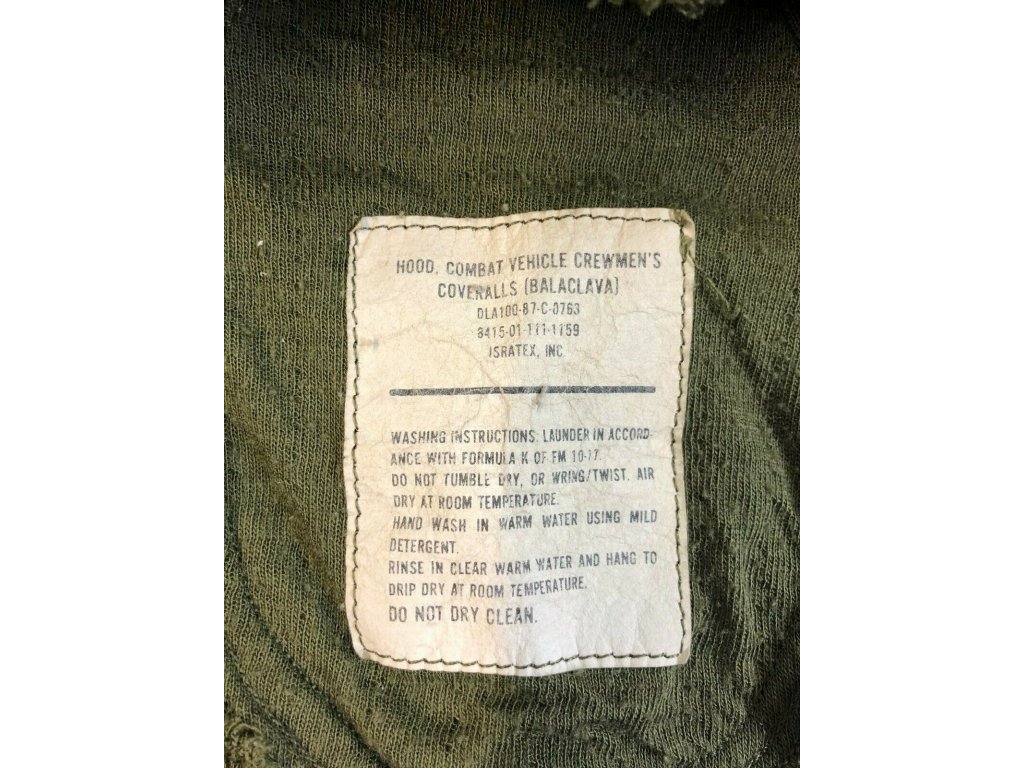 HOOD, COMBAT VEHICLE CREWMEN'S
COVERALLS (BALACLAVA)
DLA100-87-C-0763
8415-01-111-1159
ISRATEX, INC
WASHING INSTRUCTIONS: LAUNDER IN ACCORD-
ANCE WITH FORMULA K OF FM 10-17.
DO NOT TUMBLE DRY, OR WRING/TWIST. AIR
DRY AT ROOM TEMPERATURE.
HAND WASH IN WARM WATER USING MILD
DETERGENT.
RINSE IN CLEAR WARM WATER AND HANG TO
DRIP DRY AT ROOM TEMPERATURE.
DO NOT DRY CLEAN.